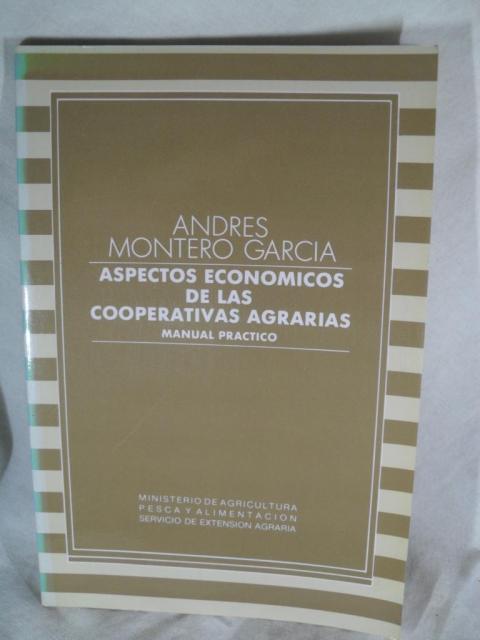 ANDRES
MONTERO GARCIA
ASPECTOS ECONOMICOS
DE LAS
COOPERATIVAS AGRARIAS
MANUAL PRACTICO
MINISTERIO DE AGRICULTURA
PESCA Y ALIMENTACION
SERVICIO DE EXTENSION AGRARIA